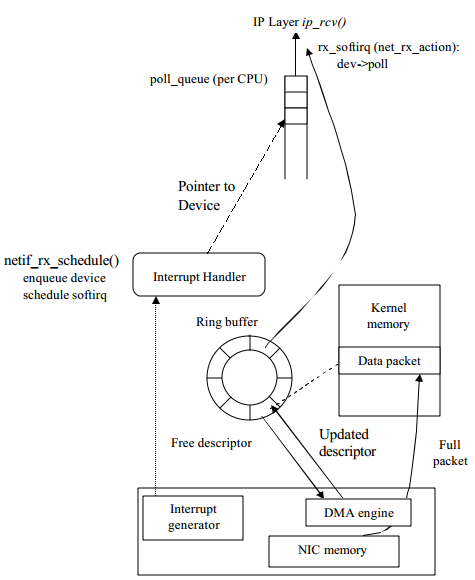 IP Layer ip_rcv()
rx_softirq (net_rx_action):
dev->poll
poll_queue (per CPU)
Pointer to
Device
netif_rx_schedule()
enqueue device
schedule softirq
Interrupt Handler
Ring buffer
Kernel
memory
Data packet
Free descriptor
Updated
descriptor
Full
packet
Interrupt
generator
DMA engine
NIC memory